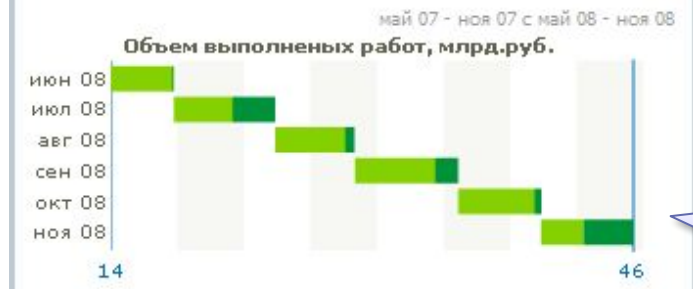 май 07 - ноя 07 с май 08 - ноя 08
Объем выполненых работ, млрд.руб.
июн 08
июл 08
авг 08
сен 08
окт 08
ноя 08
14 46